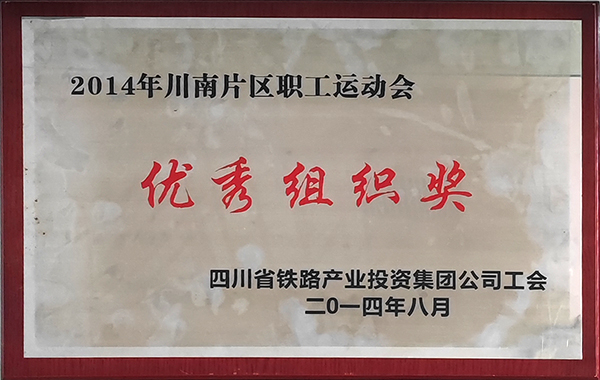 2014年川南片区职工运动会
优秀组织奖
四川省铁路产业投资集团公司工会
二0一四年八月